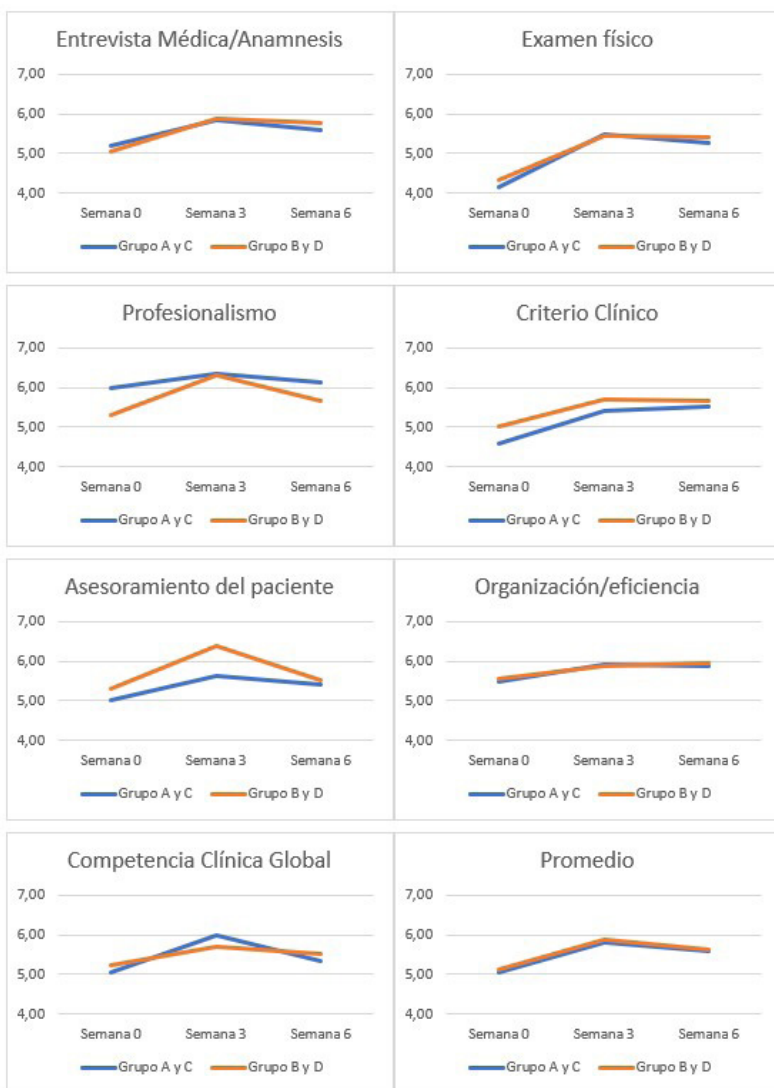 Entrevista Médica/Anamnesis
7,00
6,00
5,00
4,00
Semana 0 Semana 3 Semana 6
Grupo A y C Grupo B y D
Examen físico
7,00
6,00
5,00
4,00
Semana 0 Semana 3 Semana 6
Grupo A y C Grupo B y D
Profesionalismo
7,00
6,00
5,00
4,00
Semana 0 Semana 3 Semana 6
Grupo A y C Grupo B y D
Criterio Clínico
7,00
6,00
5,00
4,00
Semana 0 Semana 3 Semana 6
Grupo A y C Grupo B y D
Asesoramiento del paciente
7,00
6,00
5,00
4,00
Semana 0 Semana 3 Semana 6
Grupo A y C Grupo B y D
Organización/eficiencia
7,00
6,00
5,00
4,00
Semana 0 Semana 3 Semana 6
Grupo A y C Grupo B y D
Competencia Clínica Global
7,00
6,00
5,00
4,00
Semana 0 Semana 3 Semana 6
Grupo A y C Grupo B y D
Promedio
7,00
6,00
5,00
4,00
Semana 0 Semana 3 Semana 6
Grupo A y C Grupo B y D